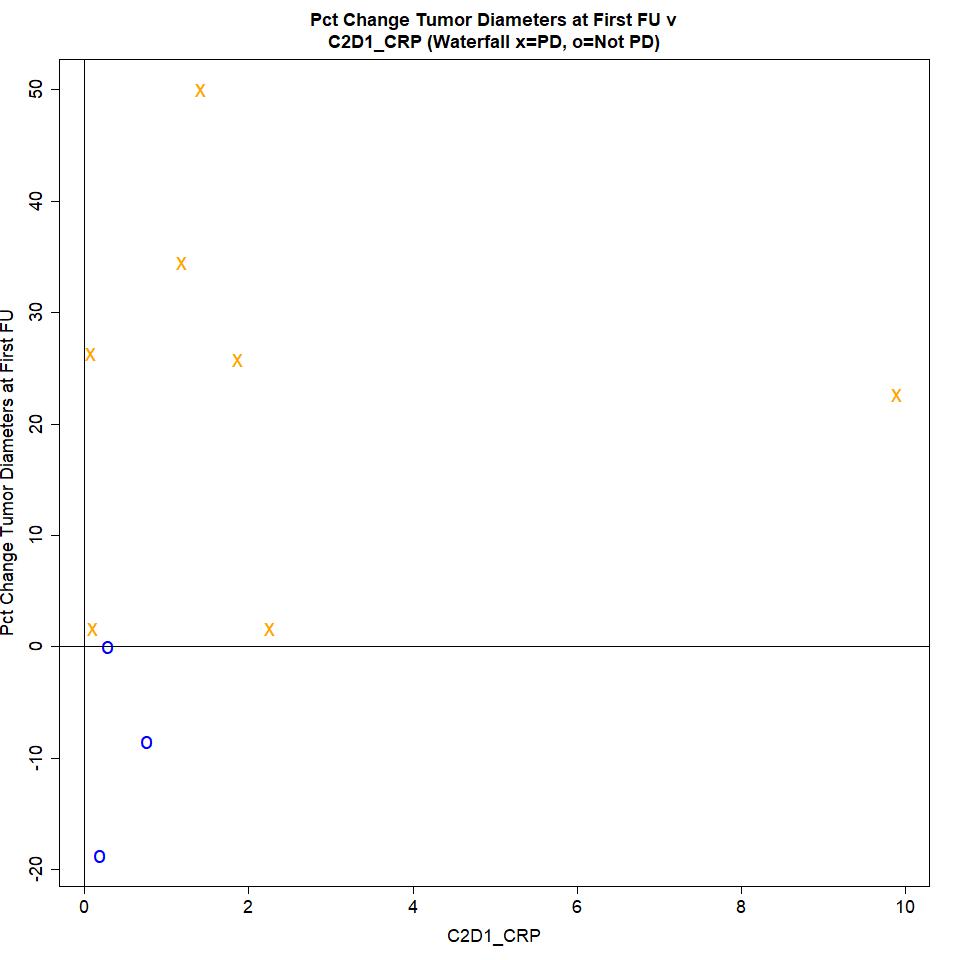 Pct Change Tumor Diameters at First FU v
C2D1_CRP (Waterfall x=PD, o=Not PD)
Pct Change Tumor Diameters at First FU
50
40
30
20
10
0
-10
-20
X
X
X
X
X
X
X
O
O
O
0
2
4
6
8
10
C2D1_CRP